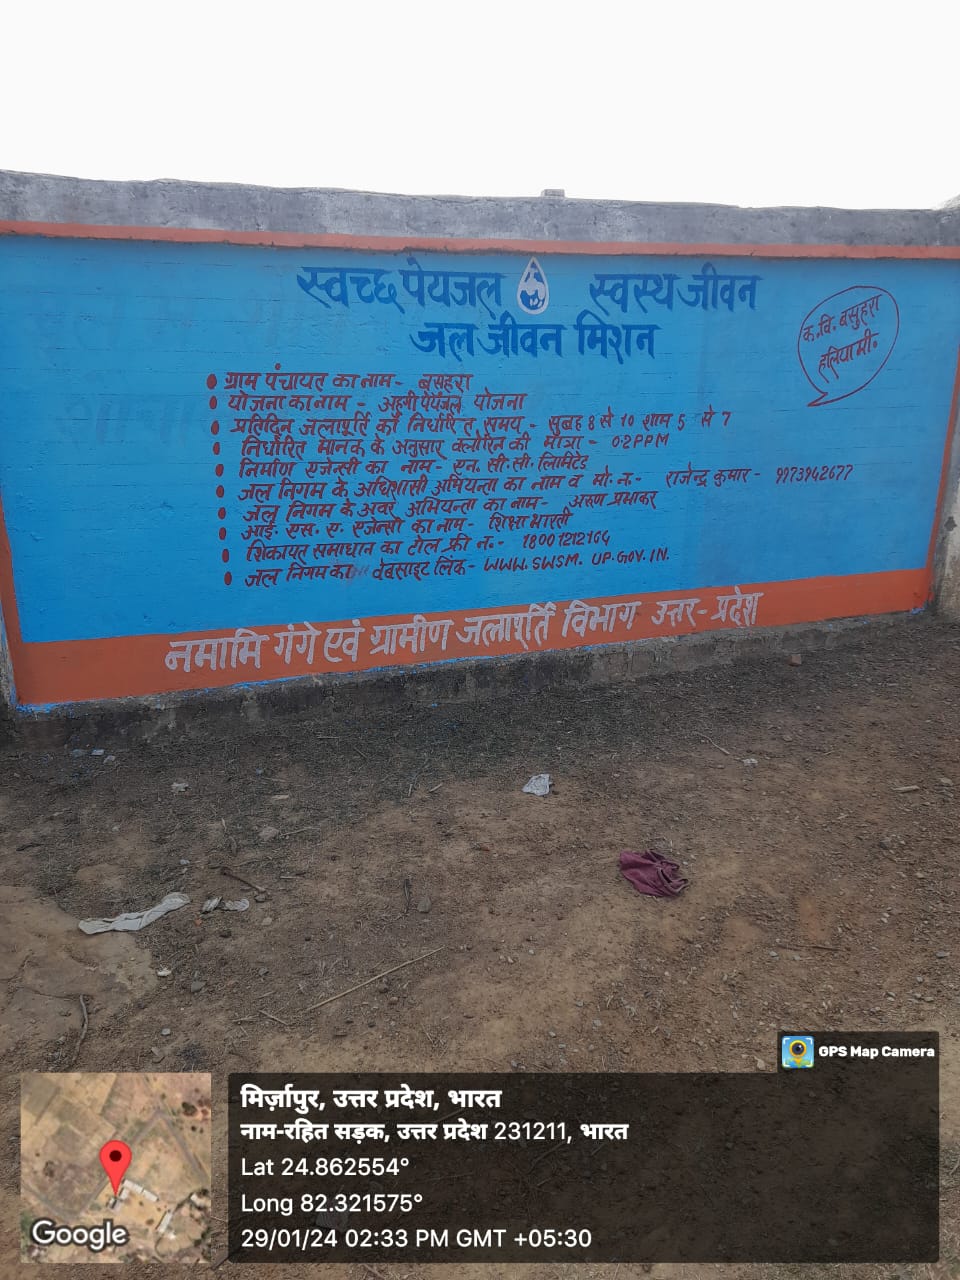 स्वच्छ पेयजल स्वस्थ जीवन
जल जीवन मिशन
क. वि. बसुहरा
हलिया मी.
ग्राम पंचायत का नाम- बसहरा
योजना का नाम - अहुगी पेयजल योजना
प्रतिदिन जलापूर्ति का निर्धारित समय - सुबह 8 से 10 शाम 5 से 7
निर्धारित मानक के अनुसार क्लोरिन की मात्रा - 0.2PPM
निर्माण एजेन्सी का नाम- एन. सी. सी. लिमिटेड
जल निगम के अधिशासी अभियन्ता का नाम व मो. न.- राजेन्द्र कुमार- 9173942677
जल निगम के अवर अभियन्ता का नाम- अरुण प्रभाकर
आई. एस. ए. एजेन्सी का नाम- शिक्षा भारती
शिकायत समाधान का टोल फ्री न.- 18001212164
जल निगम का वेबसाइट लिंक- WWW. SWSM. UP. GOV. IN.
नमामि गंगे एवं ग्रामीण जलापूर्ति विभाग उत्तर-प्रदेश
GPS Map Camera
मिर्ज़ापुर, उत्तर प्रदेश, भारत
नाम-रहित सड़क, उत्तर प्रदेश 231211, भारत
Lat 24.862554°
Long 82.321575°
29/01/24 02:33 PM GMT +05:30
Google